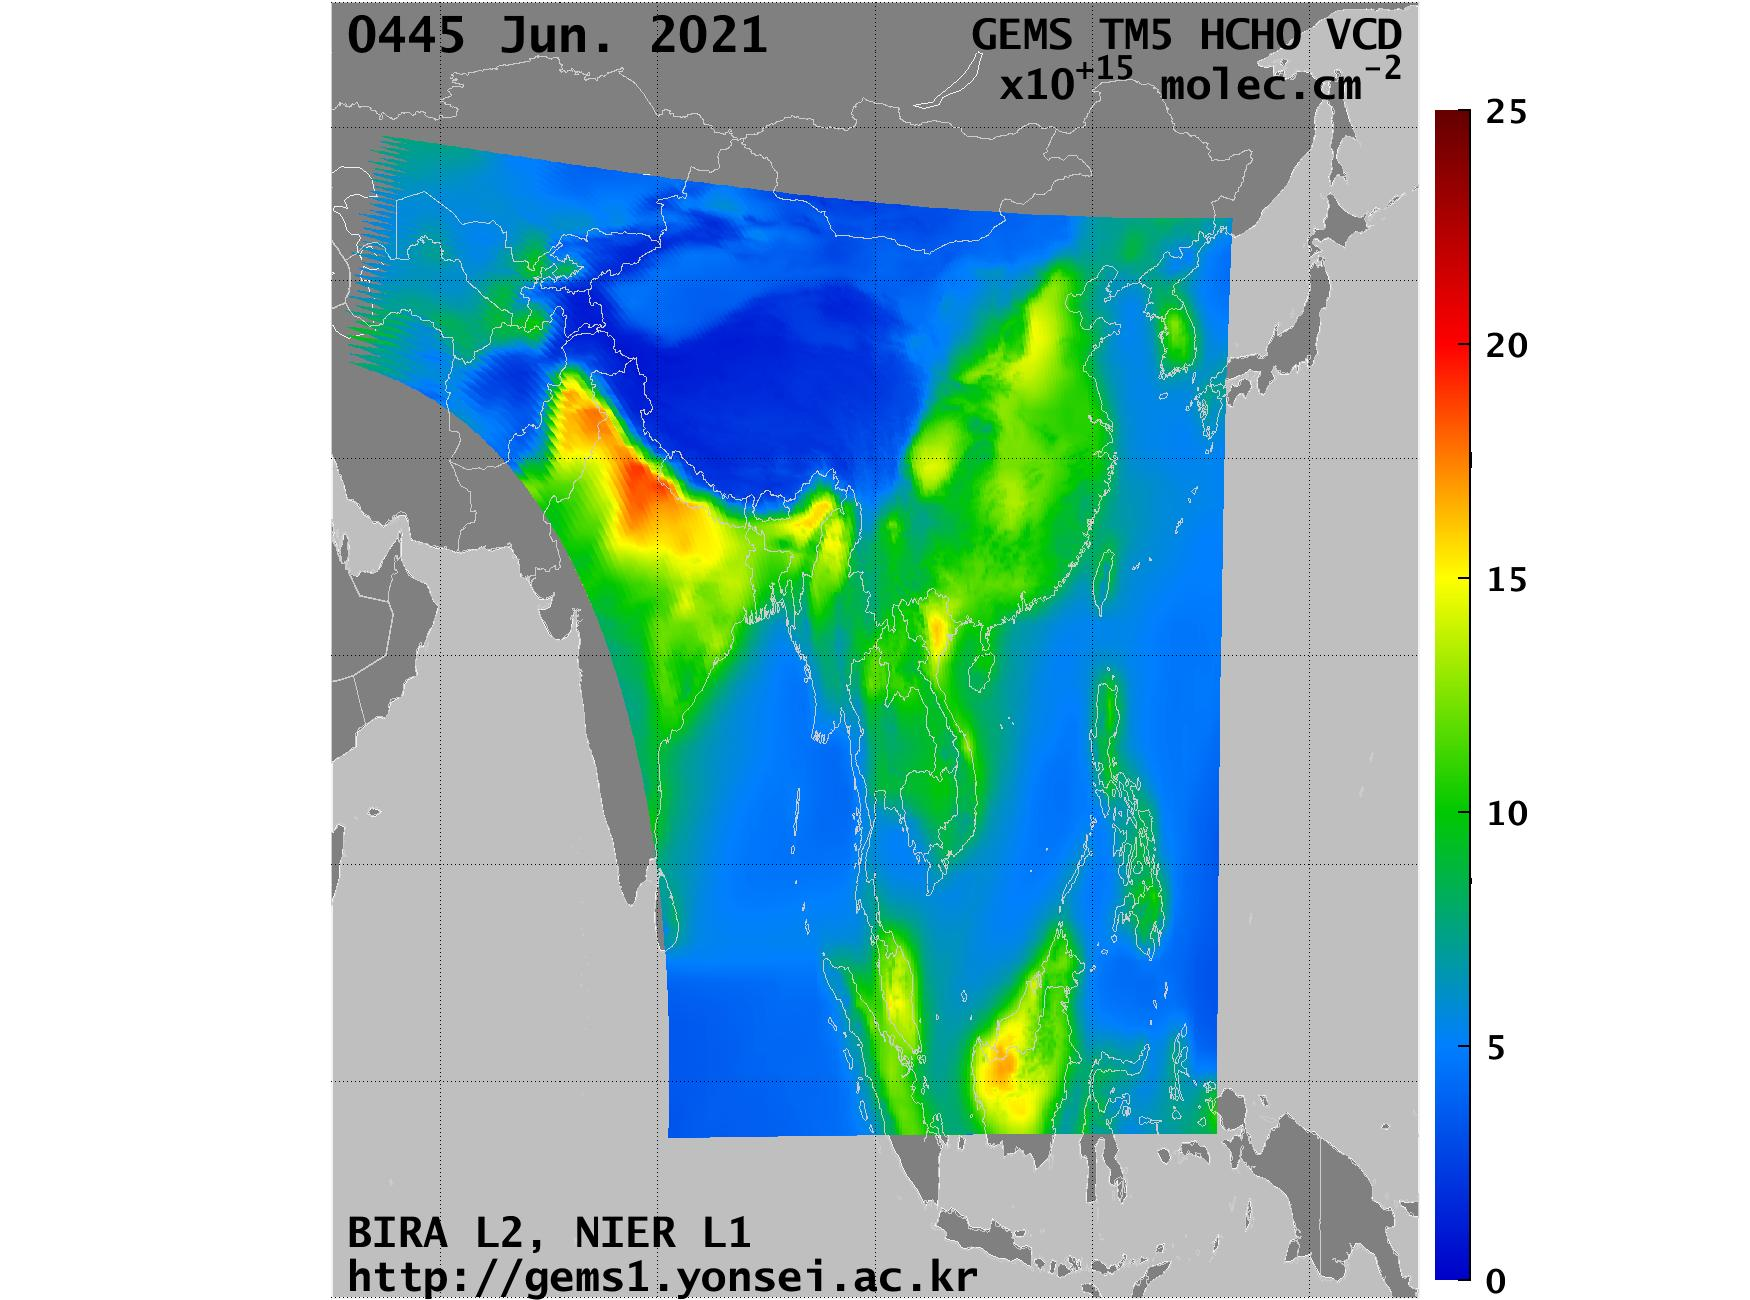 0445 Jun. 2021
GEMS TM5 HCHO VCD
x10+15 molec.cm-2
25
20
15
10
5
0
BIRA L2, NIER L1
http://gems1.yonsei.ac.kr